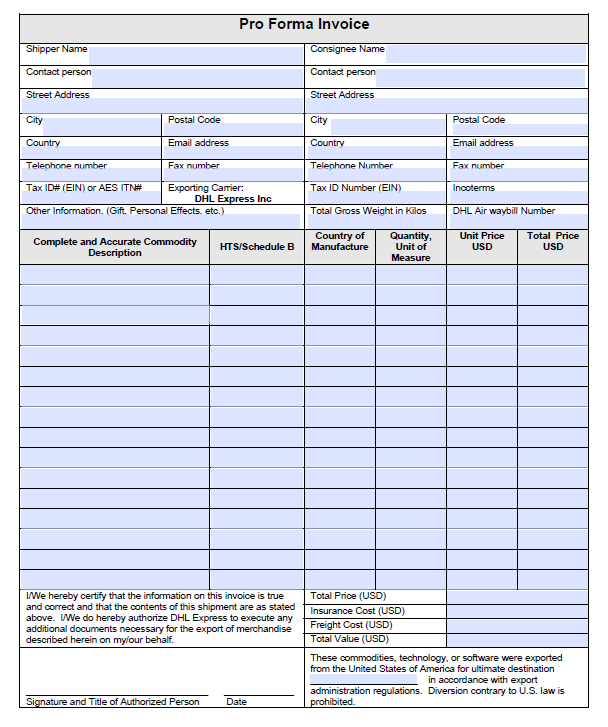 Pro Forma Invoice
Shipper Name
Consignee Name
Contact person
Contact person
Street Address
Street Address
City
Postal Code
City
Postal Code
Country
Email address
Country
Email address
Telephone number
Fax number
Telephone Number
Fax number
Tax ID# (EIN) or AES ITN#
Exporting Carrier:
DHL Express Inc
Tax ID Number (EIN)
Incoterms
Other Information. (Gift, Personal Effects, etc.)
Total Gross Weight in Kilos
DHL Air waybill Number
Complete and Accurate Commodity
Description
HTS/Schedule B
Country of
Manufacture
Quantity,
Unit of
Measure
Unit Price
USD
Total Price
USD
I/We hereby certify that the information on this invoice is true
and correct and that the contents of this shipment are as stated
above. I/We do hereby authorize DHL Express to execute any
additional documents necessary for the export of merchandise
described herein on my/our behalf.
Total Price (USD)
Insurance Cost (USD)
Freight Cost (USD)
Total Value (USD)
Signature and Title of Authorized Person
Date
These commodities, technology, or software were exported
from the United States of America for ultimate destination
in accordance with export
administration regulations. Diversion contrary to U.S. law is
prohibited.